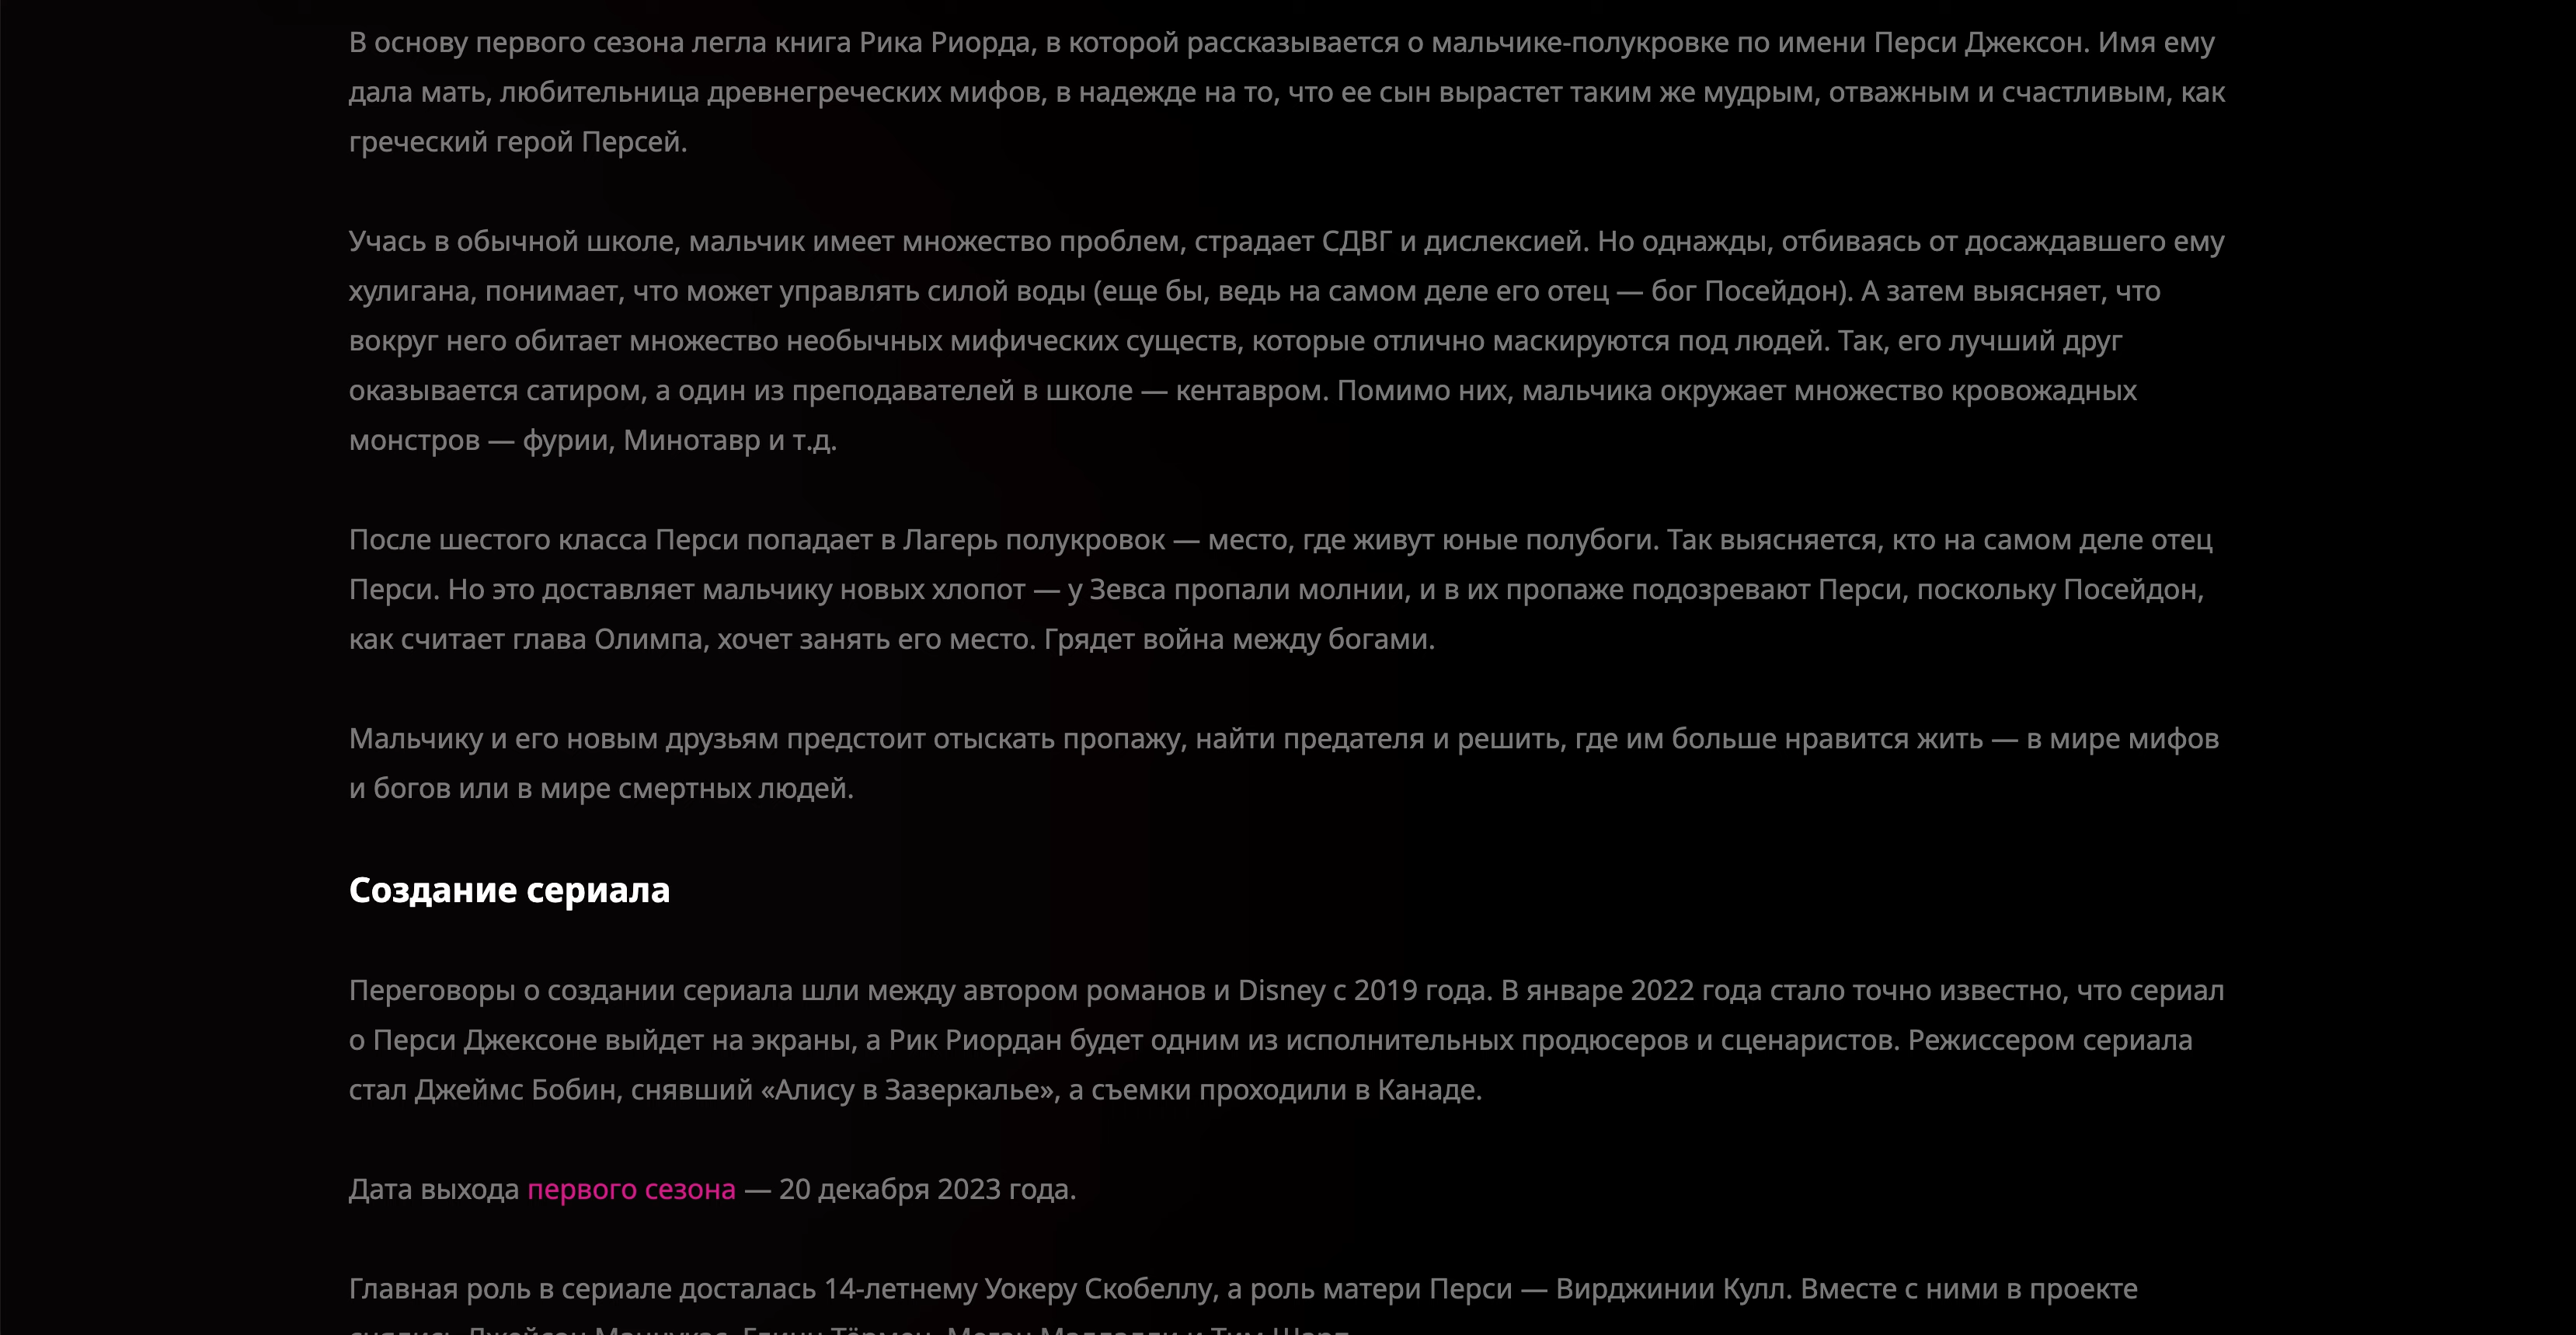 В основу первого сезона легла книга Рика Риорда, в которой рассказывается о мальчике-полукровке по имени Перси Джексон. Имя ему
дала мать, любительница древнегреческих мифов, в надежде на то, что ее сын вырастет таким же мудрым, отважным и счастливым, как
греческий герой Персей.
Учась в обычной школе, мальчик имеет множество проблем, страдает СДВГ и дислексией. Но однажды, отбиваясь от досаждавшего ему
хулигана, понимает, что может управлять силой воды (еще бы, ведь на самом деле его отец — бог Посейдон). А затем выясняет, что
вокруг него обитает множество необычных мифических существ, которые отлично маскируются под людей. Так, его лучший друг
оказывается сатиром, а один из преподавателей в школе — кентавром. Помимо них, мальчика окружает множество кровожадных
монстров — фурии, Минотавр и т.д.
После шестого класса Перси попадает в Лагерь полукровок — место, где живут юные полубоги. Так выясняется, кто на самом деле отец
Перси. Но это доставляет мальчику новых хлопот — у Зевса пропали молнии, и в их пропаже подозревают Перси, поскольку Посейдон,
как считает глава Олимпа, хочет занять его место. Грядет война между богами.
Мальчику и его новым друзьям предстоит отыскать пропажу, найти предателя и решить, где им больше нравится жить — в мире мифов
и богов или в мире смертных людей.
Создание сериала
Переговоры о создании сериала шли между автором романов и Disney с 2019 года. В январе 2022 года стало точно известно, что сериал
о Перси Джексоне выйдет на экраны, а Рик Риордан будет одним из исполнительных продюсеров и сценаристов. Режиссером сериала
стал Джеймс Бобин, снявший «Алису в Зазеркалье», а съемки проходили в Канаде.
Дата выхода первого сезона — 20 декабря 2023 года.
Главная роль в сериале досталась 14-летнему Уокеру Скобеллу, а роль матери Перси — Вирджинии Кулл. Вместе с ними в проекте